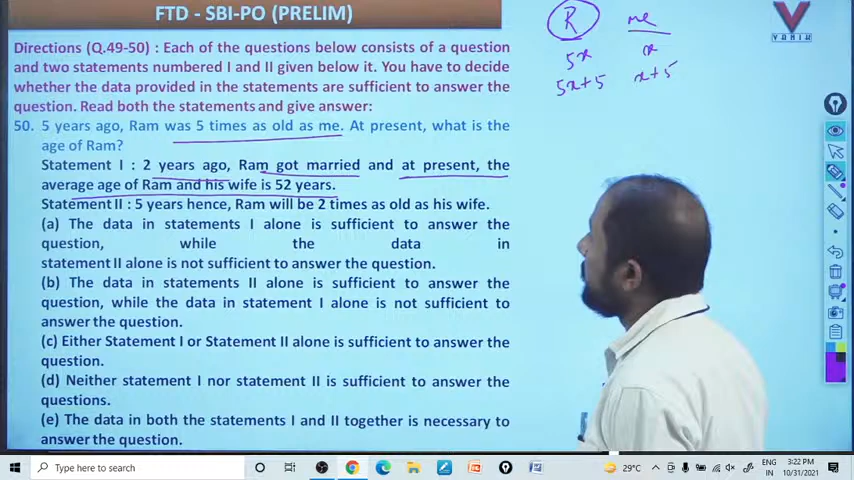 FTD - SBI-PO (PRELIM)
Directions (Q.49-50) : Each of the questions below consists of a question
and two statements numbered I and II given below it. You have to decide
whether the data provided in the statements are sufficient to answer the
question. Read both the statements and give answer:
50. 5 years ago, Ram was 5 times as old as me. At present, what is the
age of Ram?
Statement I : 2 years ago, Ram got married and at present, the
average age of Ram and his wife is 52 years.
Statement II : 5 years hence, Ram will be 2 times as old as his wife.
(a) The data in statements I alone is sufficient to answer the
question, while the data in
statement II alone is not sufficient to answer the question.
(b) The data in statements II alone is sufficient to answer the
question, while the data in statement I alone is not sufficient to
answer the question.
(c) Either Statement I or Statement II alone is sufficient to answer the
question.
(d) Neither statement I nor statement II is sufficient to answer the
questions.
(e) The data in both the statements I and II together is necessary to
answer the question.
R me
5x x
5x+5 x+5
VANIK
Type here to search
29°C
ENG
IN
3:22 PM
10/31/2021